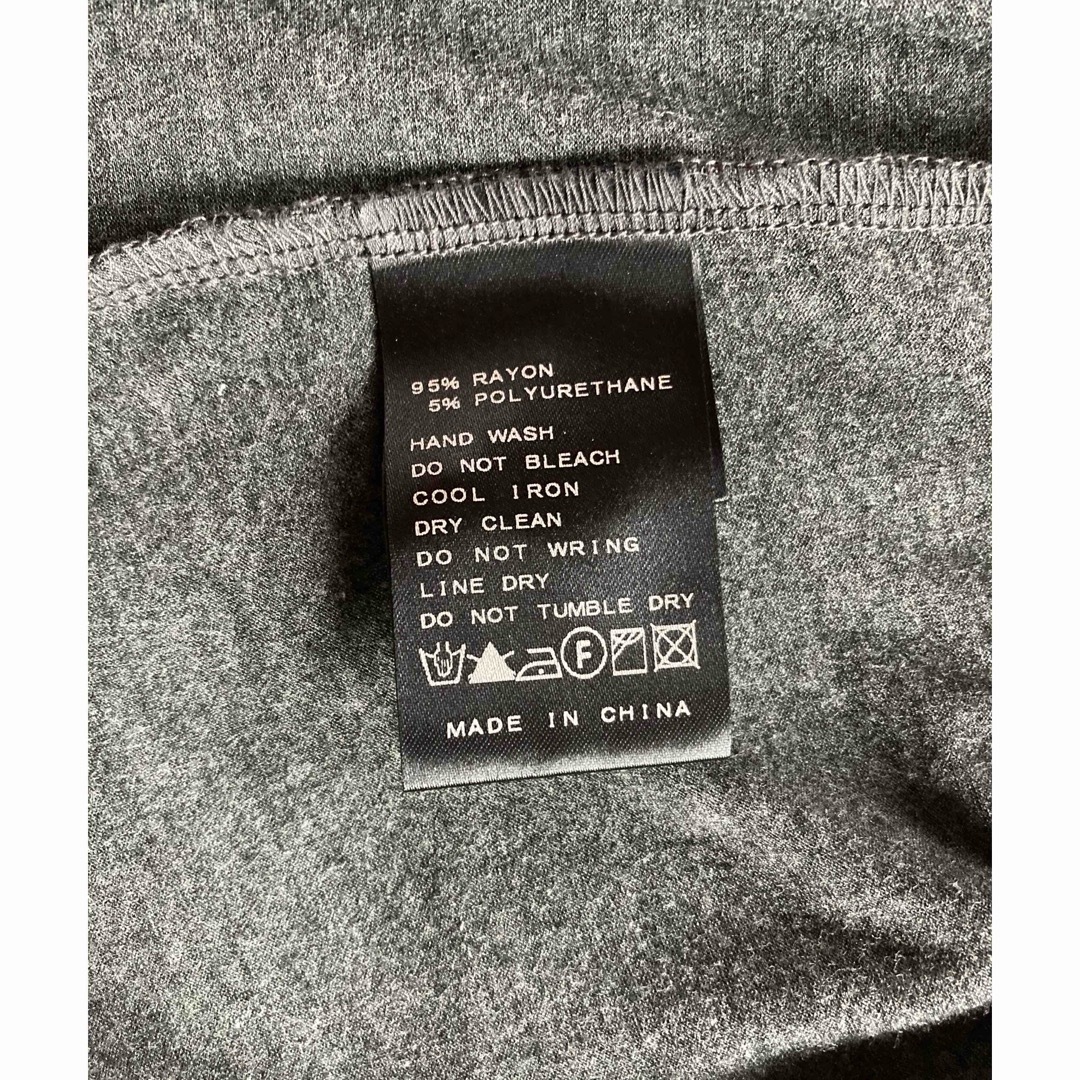 95% RAYON
5% POLYURETHANE
HAND WASH
DO NOT BLEACH
COOL IRON
DRY CLEAN
DO NOT WRING
LINE DRY
DO NOT TUMBLE DRY
F
MADE IN CHINA